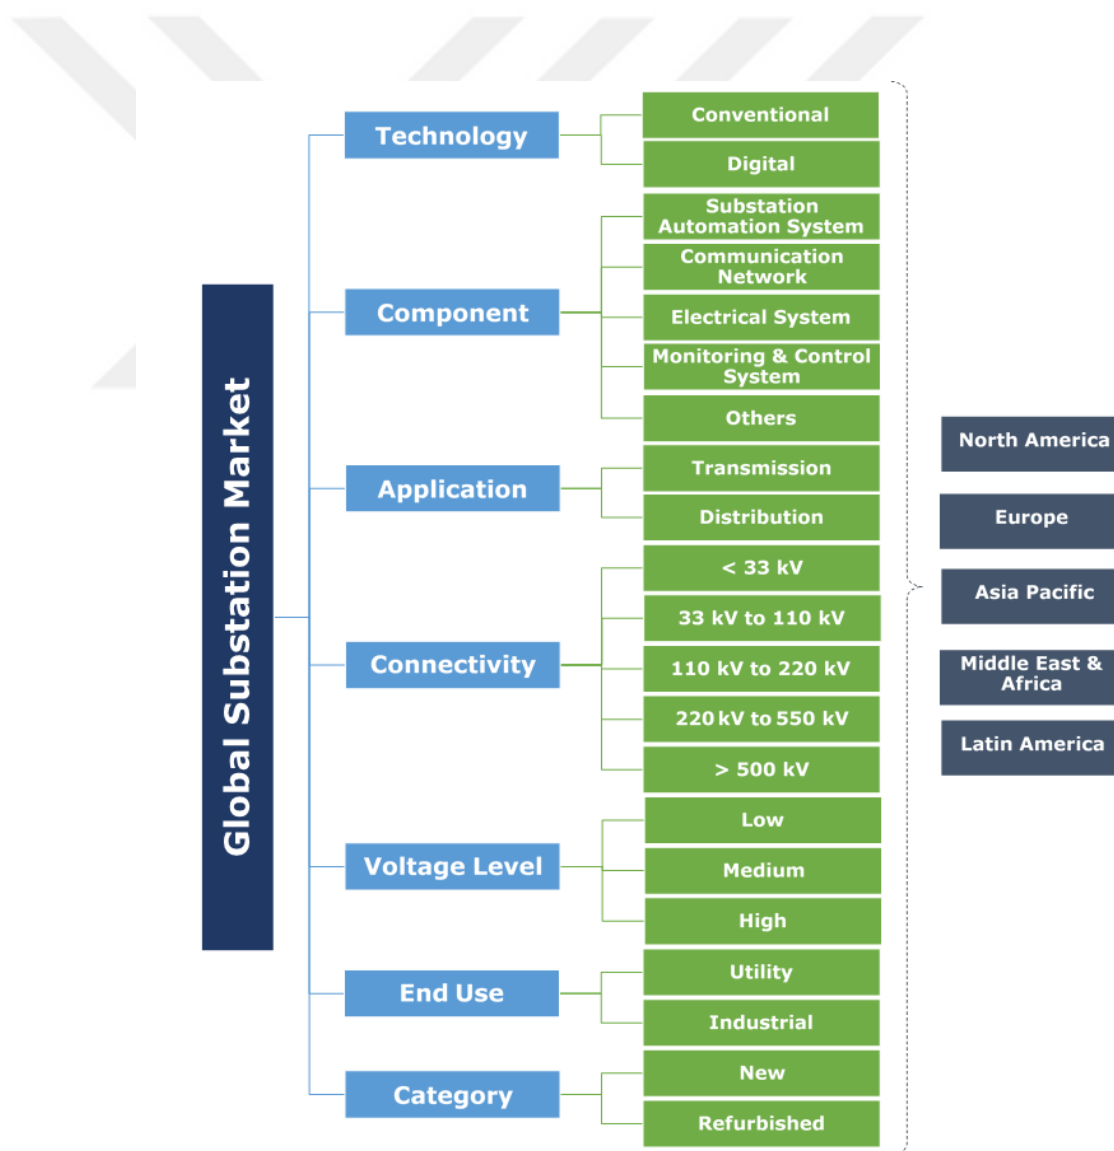 Global Substation Market
Technology
Conventional
Digital
Component
Substation
Automation System
Communication
Network
Electrical System
Monitoring & Control
System
Others
Application
Transmission
Distribution
Connectivity
< 33 kV
33 kV to 110 kV
110 kV to 220 kV
220 kV to 550 kV
> 500 kV
Voltage Level
Low
Medium
High
End Use
Utility
Industrial
Category
New
Refurbished
North America
Europe
Asia Pacific
Middle East &
Africa
Latin America